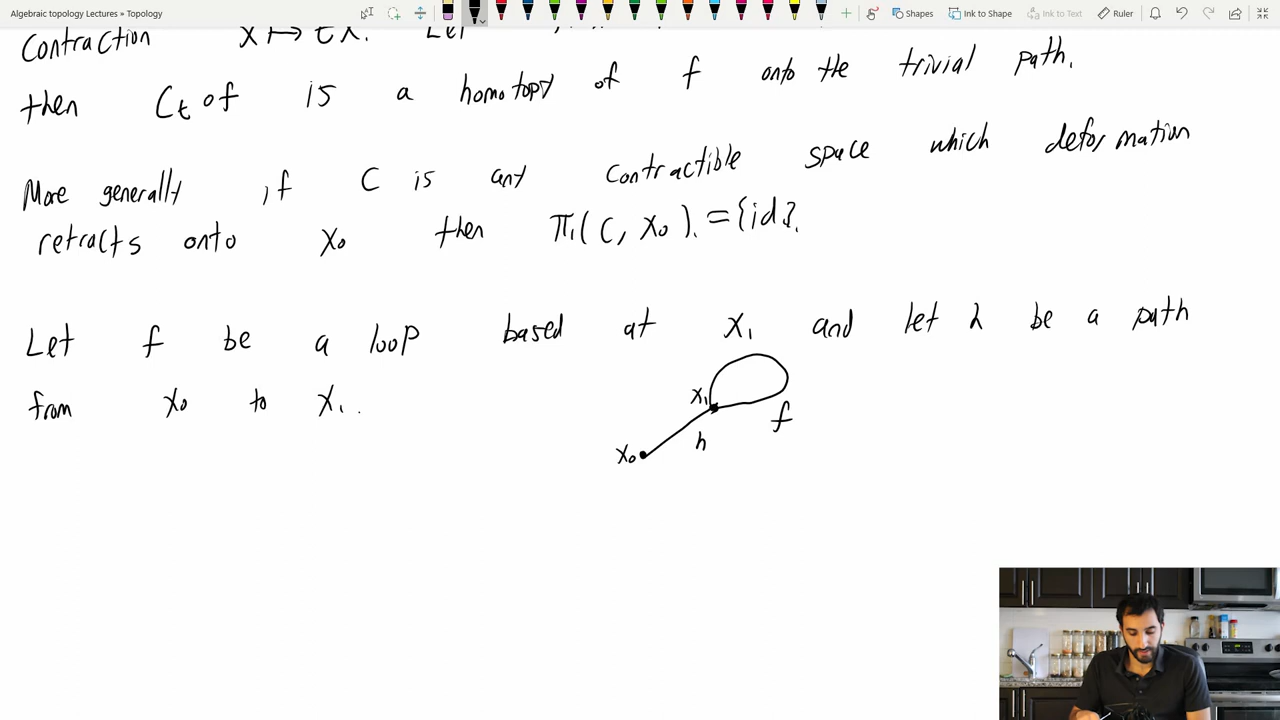 Algebraic topology Lectures » Topology
Shapes
Ink to Shape
Ink to Text
Ruler
Contraction x ↦ tx. Let
then Ct∘f is a homotopy of f onto the trivial path.
More generally if C is any contractible space which deformation
retracts onto x₀ then π₁(C, x₀). = {id}.
Let f be a loop based at x₁ and let h be a path
from x₀ to x₁.
x₁
f
h
x₀